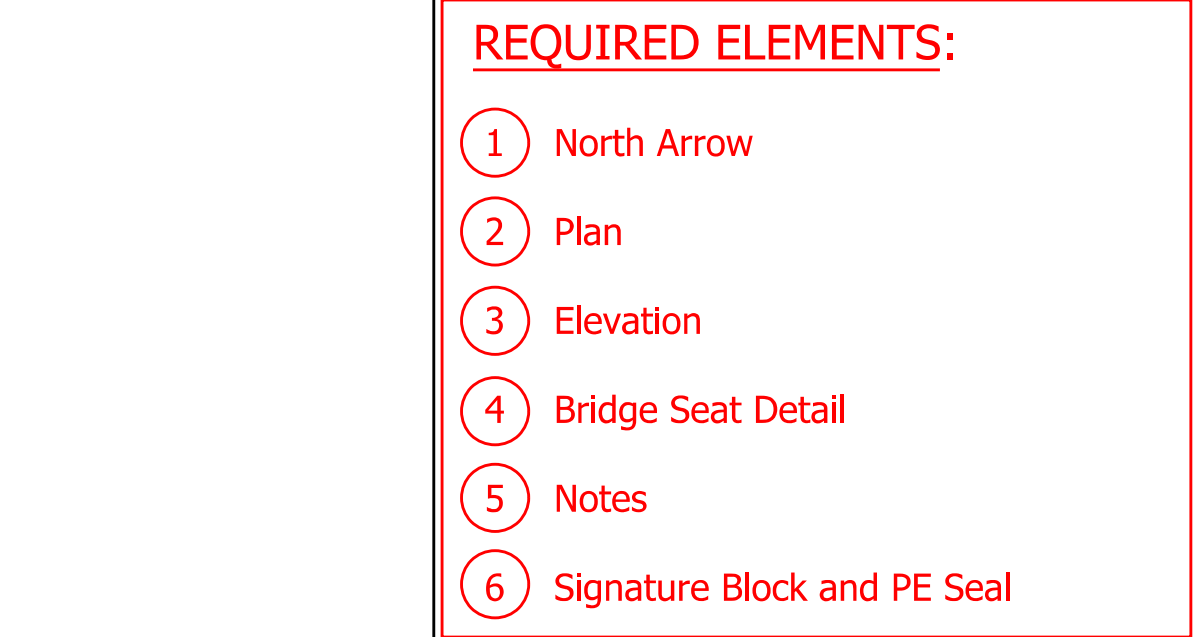 REQUIRED ELEMENTS:
1 North Arrow
2 Plan
3 Elevation
4 Bridge Seat Detail
5 Notes
6 Signature Block and PE Seal